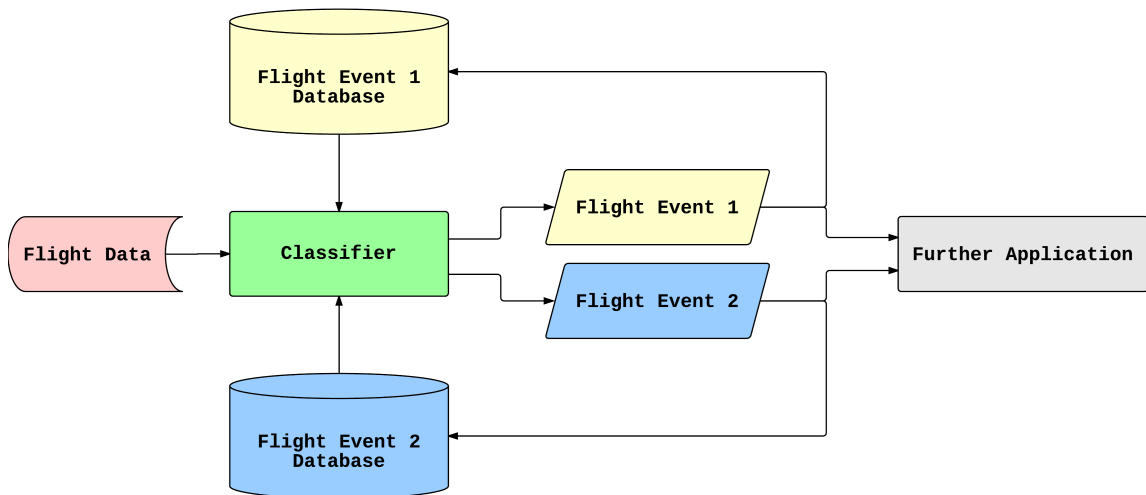 Flight Event 1
Database
Flight Event 1
Flight Data
Classifier
Further Application
Flight Event 2
Flight Event 2
Database